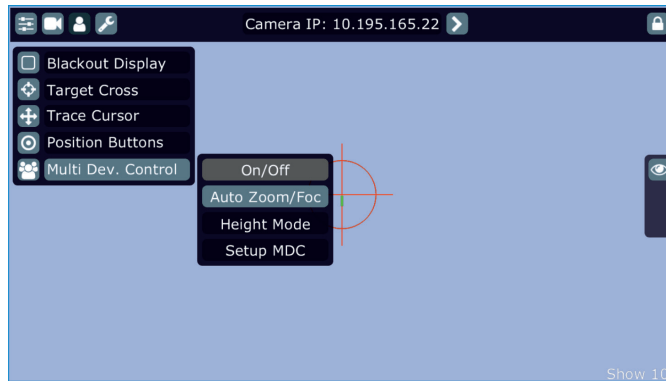 Camera IP: 10.195.165.22
Blackout Display
Target Cross
Trace Cursor
Position Buttons
Multi Dev. Control
On/Off
Auto Zoom/Foc
Height Mode
Setup MDC
Show 10